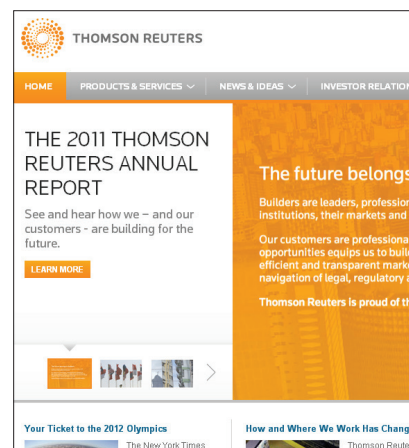 THOMSON REUTERS
HOME PRODUCTS & SERVICES NEWS & IDEAS INVESTOR RELATION
THE 2011 THOMSON
REUTERS ANNUAL
REPORT
See and hear how we – and our
customers - are building for the
future.
LEARN MORE
The future belongs
Builders are leaders, profession
institutions, their markets and
Our customers are professiona
opportunities equips us to buil
efficient and transparent mark
navigation of legal, regulatory a
Thomson Reuters is proud of th
Your Ticket to the 2012 Olympics
The New York Times
How and Where We Work Has Chang
Thomson Reute